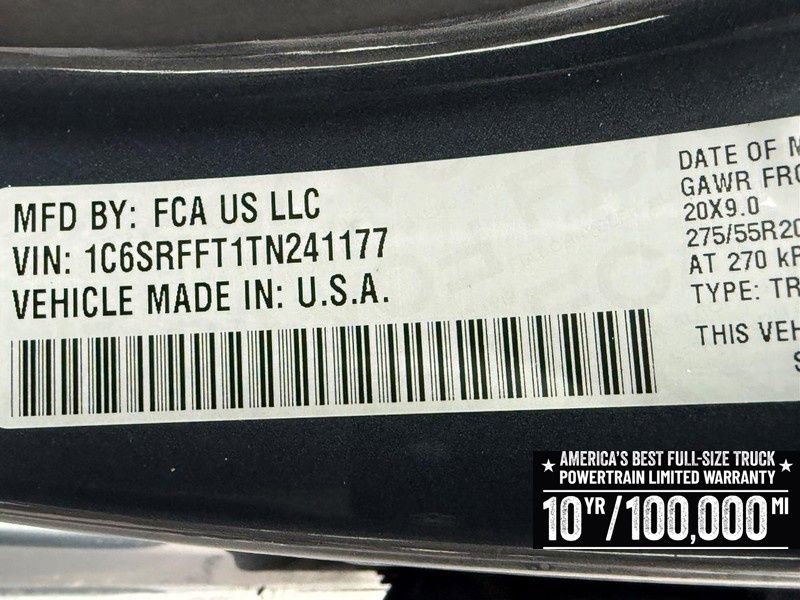 MFD BY: FCA US LLC
VIN: 1C6SRFFT1TN241177
VEHICLE MADE IN: U.S.A.
DATE OF M
GAWR FRO
20X9.0
275/55R20
AT 270 kP
TYPE: TR
THIS VEH
S
★ AMERICA'S BEST FULL-SIZE TRUCK ★
POWERTRAIN LIMITED WARRANTY
10YR/100,000MI